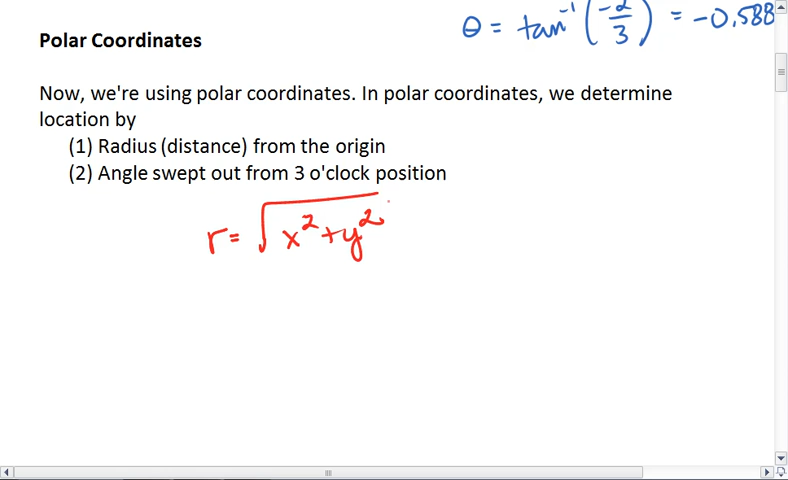 θ = tan⁻¹ (-2/3) = -0.588
Polar Coordinates
Now, we're using polar coordinates. In polar coordinates, we determine
location by
(1) Radius (distance) from the origin
(2) Angle swept out from 3 o'clock position
r = √(x² + y²)